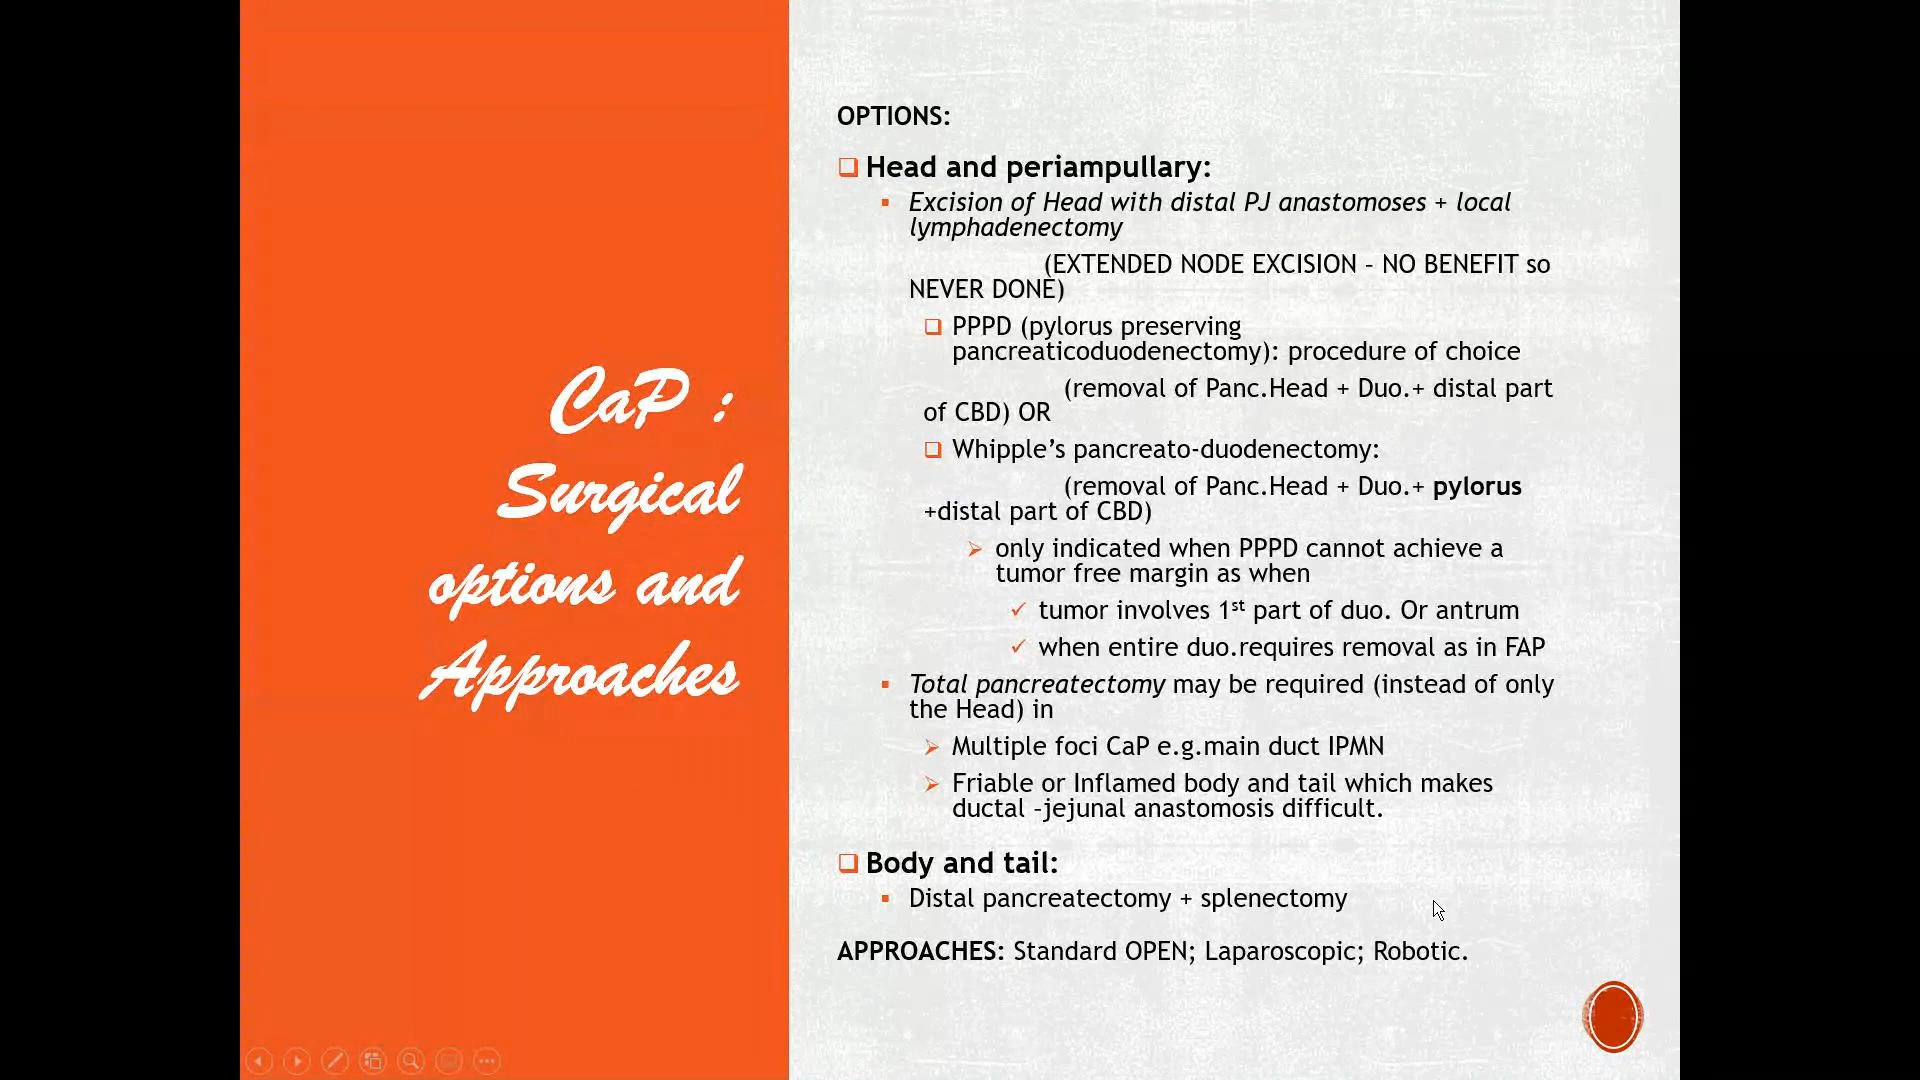 CaP :
Surgical
options and
Approaches
OPTIONS:
Head and periampullary:
Excision of Head with distal PJ anastomoses + local
lymphadenectomy
(EXTENDED NODE EXCISION – NO BENEFIT so
NEVER DONE)
PPPD (pylorus preserving
pancreaticoduodenectomy): procedure of choice
(removal of Panc.Head + Duo.+ distal part
of CBD) OR
Whipple’s pancreato-duodenectomy:
(removal of Panc.Head + Duo.+ pylorus
+distal part of CBD)
only indicated when PPPD cannot achieve a
tumor free margin as when
tumor involves 1st part of duo. Or antrum
when entire duo.requires removal as in FAP
Total pancreatectomy may be required (instead of only
the Head) in
Multiple foci CaP e.g.main duct IPMN
Friable or Inflamed body and tail which makes
ductal –jejunal anastomosis difficult.
Body and tail:
Distal pancreatectomy + splenectomy
APPROACHES: Standard OPEN; Laparoscopic; Robotic.